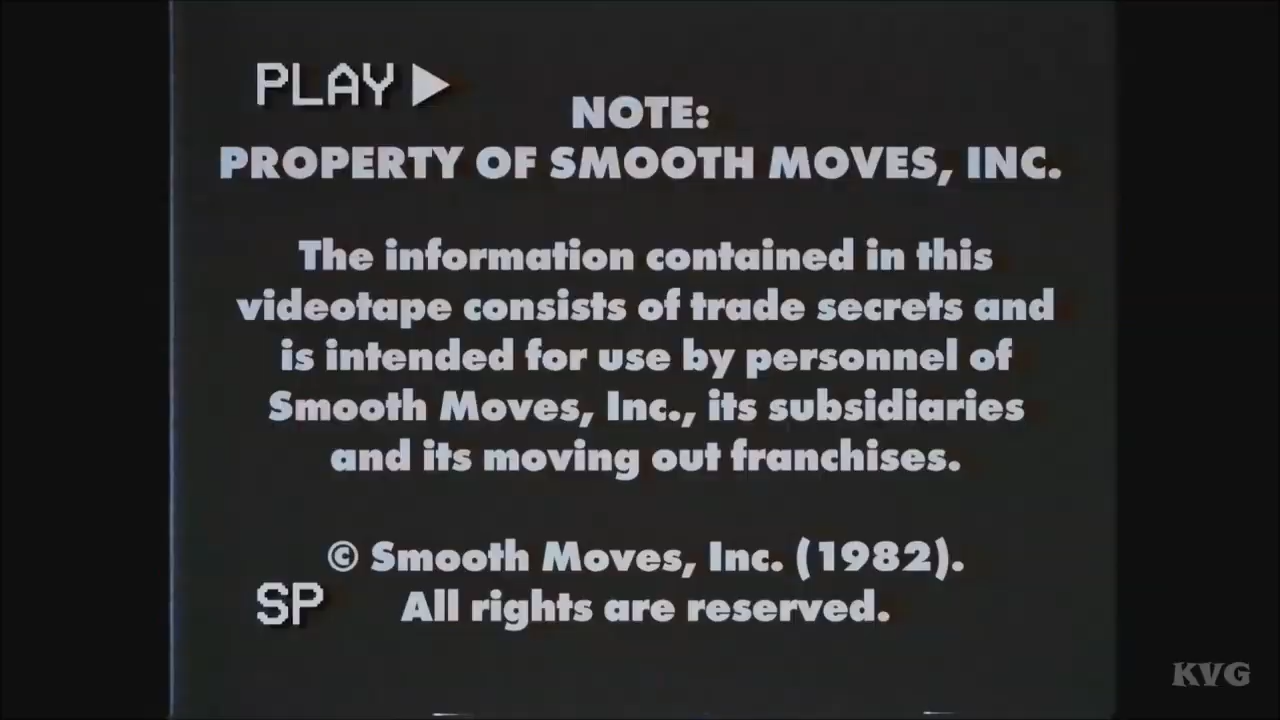 PLAY ▶
NOTE:
PROPERTY OF SMOOTH MOVES, INC.
The information contained in this
videotape consists of trade secrets and
is intended for use by personnel of
Smooth Moves, Inc., its subsidiaries
and its moving out franchises.
© Smooth Moves, Inc. (1982).
All rights are reserved.
SP
KVG